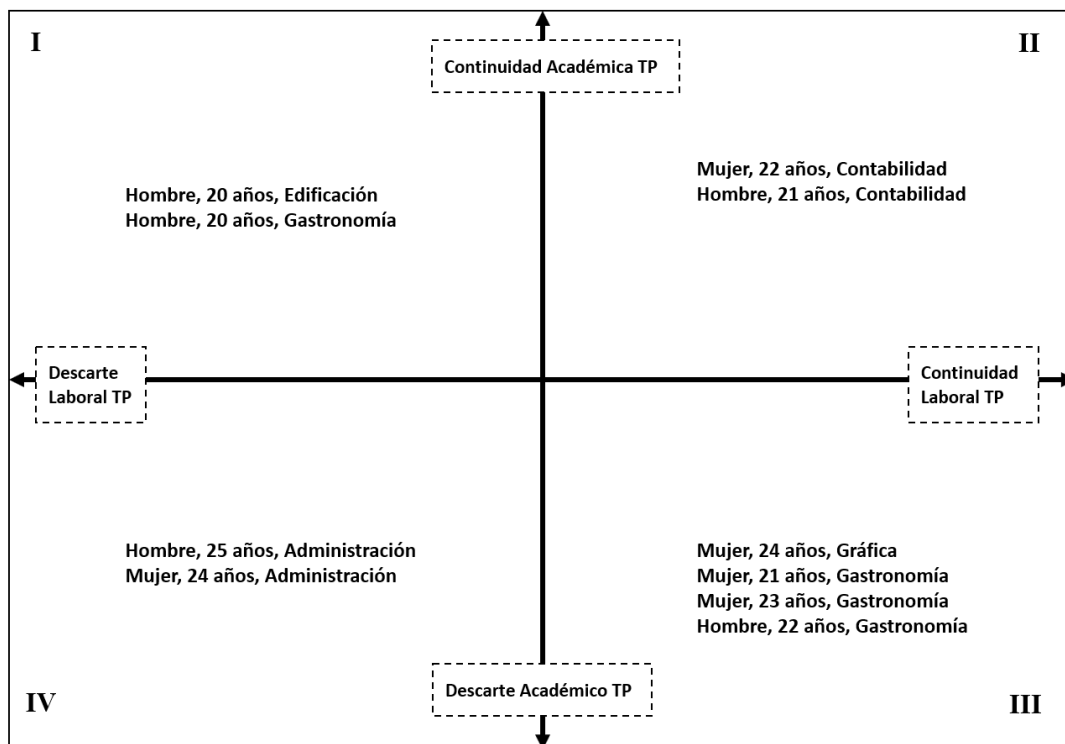 I
II
Continuidad Académica TP
Mujer, 22 años, Contabilidad
Hombre, 21 años, Contabilidad
Hombre, 20 años, Edificación
Hombre, 20 años, Gastronomía
Descarte
Laboral TP
Continuidad
Laboral TP
Hombre, 25 años, Administración
Mujer, 24 años, Administración
Mujer, 24 años, Gráfica
Mujer, 21 años, Gastronomía
Mujer, 23 años, Gastronomía
Hombre, 22 años, Gastronomía
Descarte Académico TP
IV
III